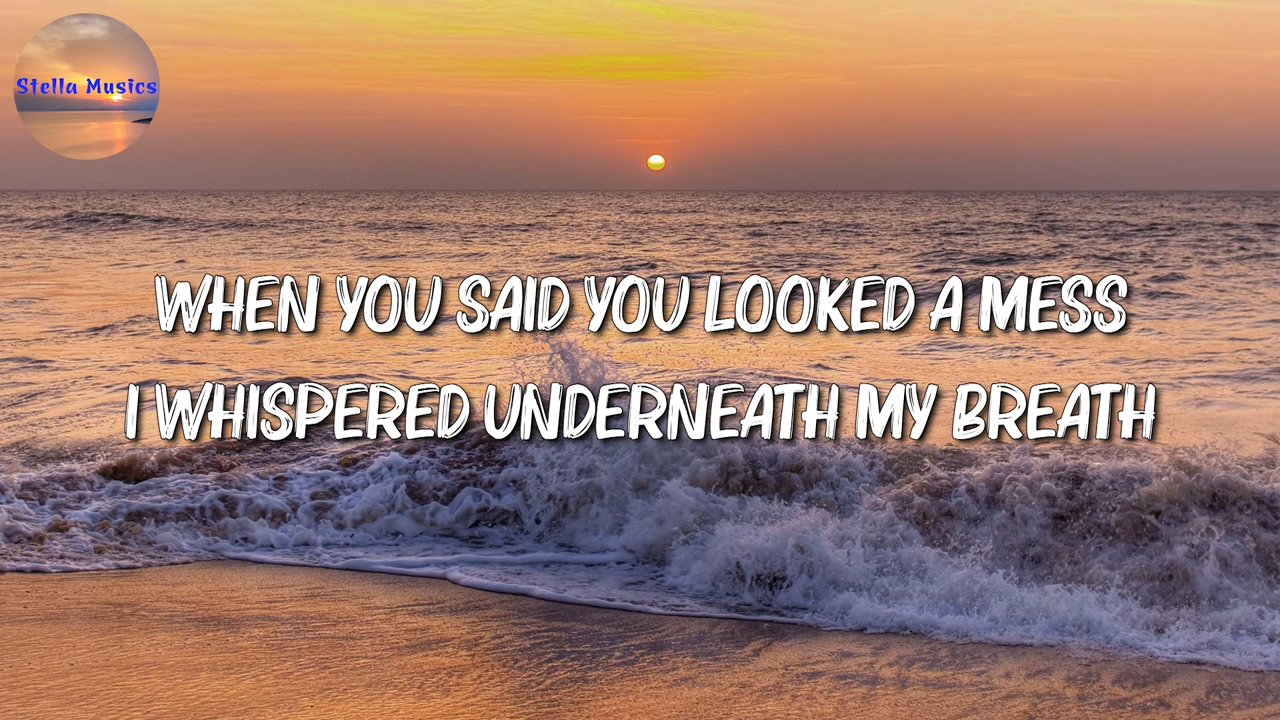 Stella Musics
WHEN YOU SAID YOU LOOKED A MESS
I WHISPERED UNDERNEATH MY BREATH